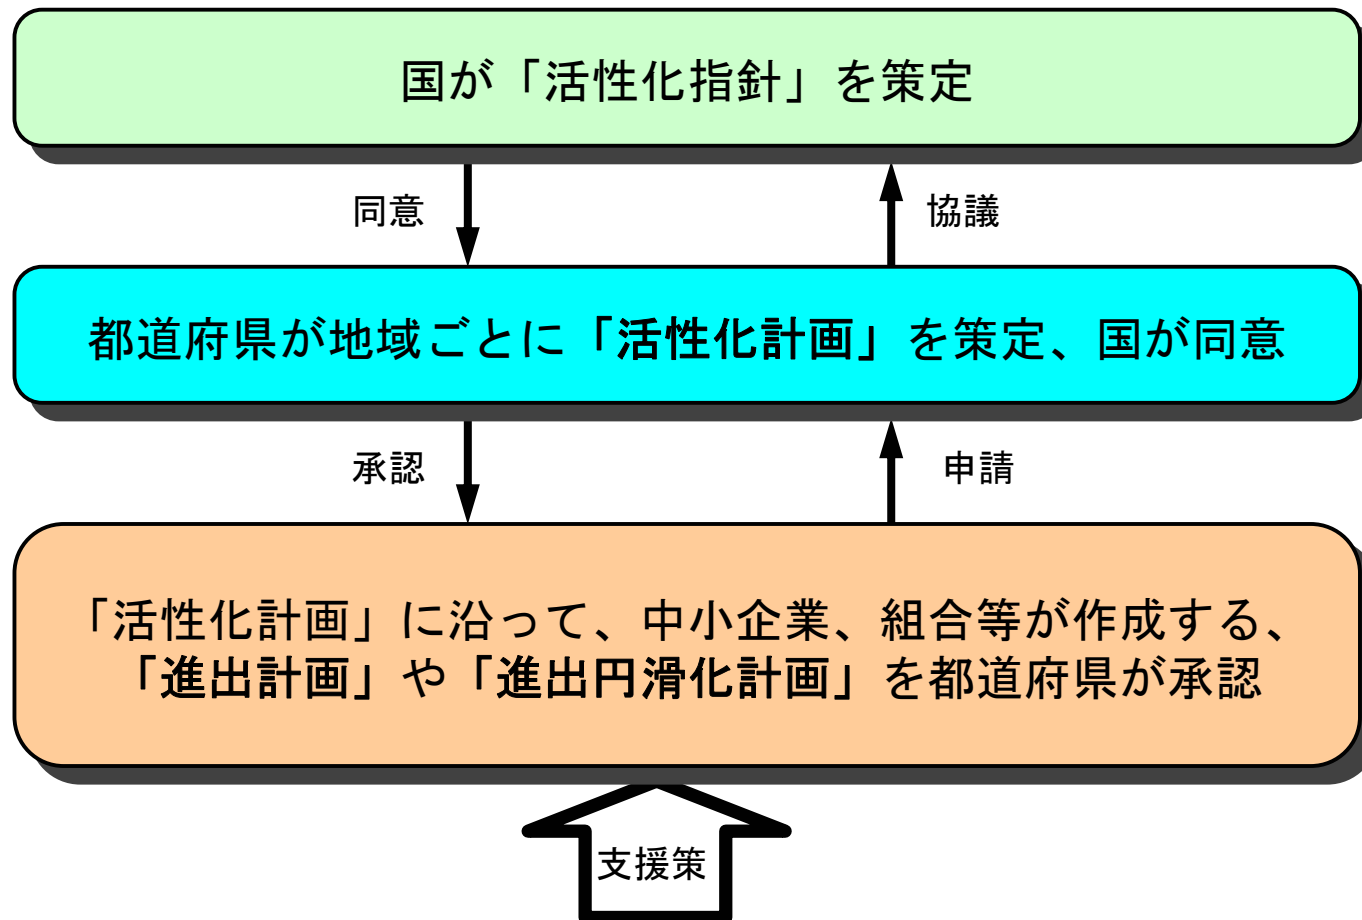 国が「活性化指針」を策定
同意
協議
都道府県が地域ごとに「活性化計画」を策定、国が同意
承認
申請
「活性化計画」に沿って、中小企業、組合等が作成する、
「進出計画」や「進出円滑化計画」を都道府県が承認
支援策